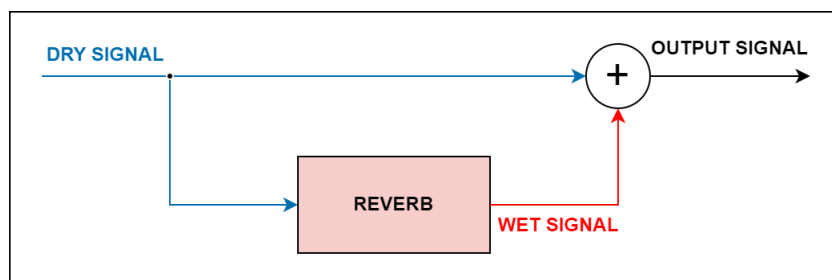 DRY SIGNAL
OUTPUT SIGNAL
+
REVERB
WET SIGNAL